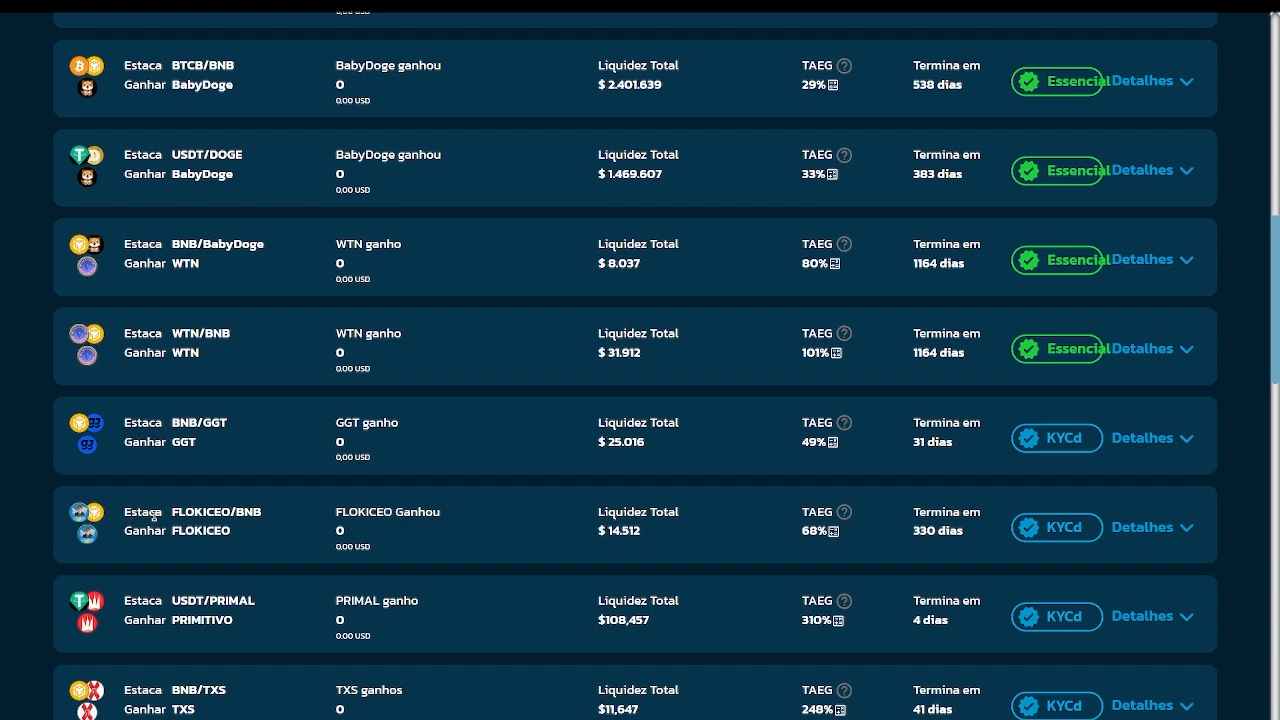 0,00 USD
Estaca BTCB/BNB BabyDoge ganhou Liquidez Total TAEG ? Termina em
Ganhar BabyDoge 0 $ 2.401.639 29% 538 dias Essencial Detalhes
0,00 USD
Estaca USDT/DOGE BabyDoge ganhou Liquidez Total TAEG ? Termina em
Ganhar BabyDoge 0 $ 1.469.607 33% 383 dias Essencial Detalhes
0,00 USD
Estaca BNB/BabyDoge WTN ganho Liquidez Total TAEG ? Termina em
Ganhar WTN 0 $ 8.037 80% 1164 dias Essencial Detalhes
0,00 USD
Estaca WTN/BNB WTN ganho Liquidez Total TAEG ? Termina em
Ganhar WTN 0 $ 31.912 101% 1164 dias Essencial Detalhes
0,00 USD
Estaca BNB/GGT GGT ganho Liquidez Total TAEG ? Termina em
Ganhar GGT 0 $ 25.016 49% 31 dias KYCd Detalhes
0,00 USD
Estaca FLOKICEO/BNB FLOKICEO Ganhou Liquidez Total TAEG ? Termina em
Ganhar FLOKICEO 0 $ 14.512 68% 330 dias KYCd Detalhes
0,00 USD
Estaca USDT/PRIMAL PRIMAL ganho Liquidez Total TAEG ? Termina em
Ganhar PRIMITIVO 0 $108,457 310% 4 dias KYCd Detalhes
0,00 USD
Estaca BNB/TXS TXS ganhos Liquidez Total TAEG ? Termina em
Ganhar TXS 0 $11,647 248% 41 dias KYCd Detalhes